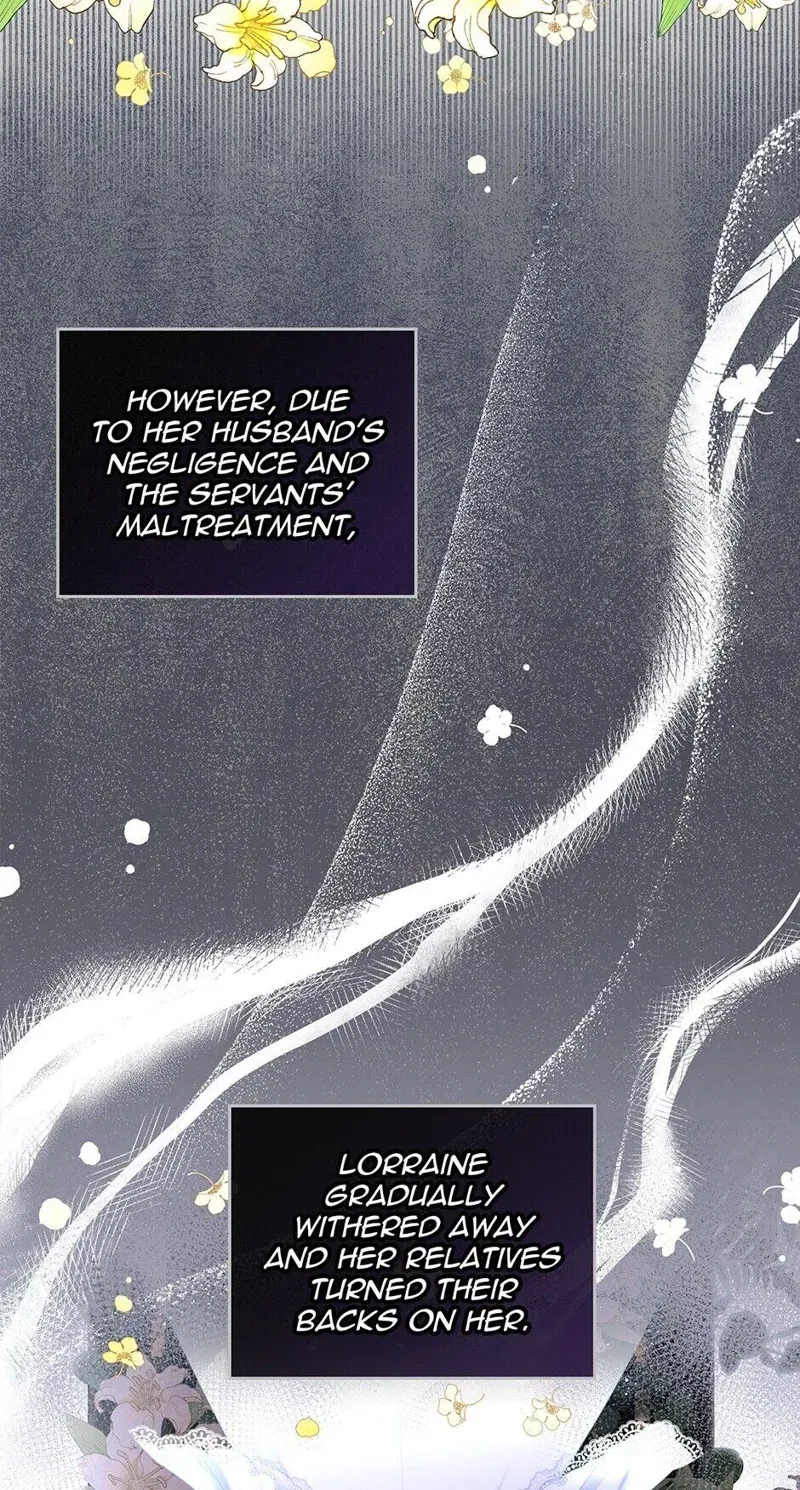 HOWEVER, DUE
TO HER HUSBAND'S
NEGLIGENCE AND
THE SERVANTS'
MALTREATMENT,
LORRAINE
GRADUALLY
WITHERED AWAY
AND HER RELATIVES
TURNED THEIR
BACKS ON HER.